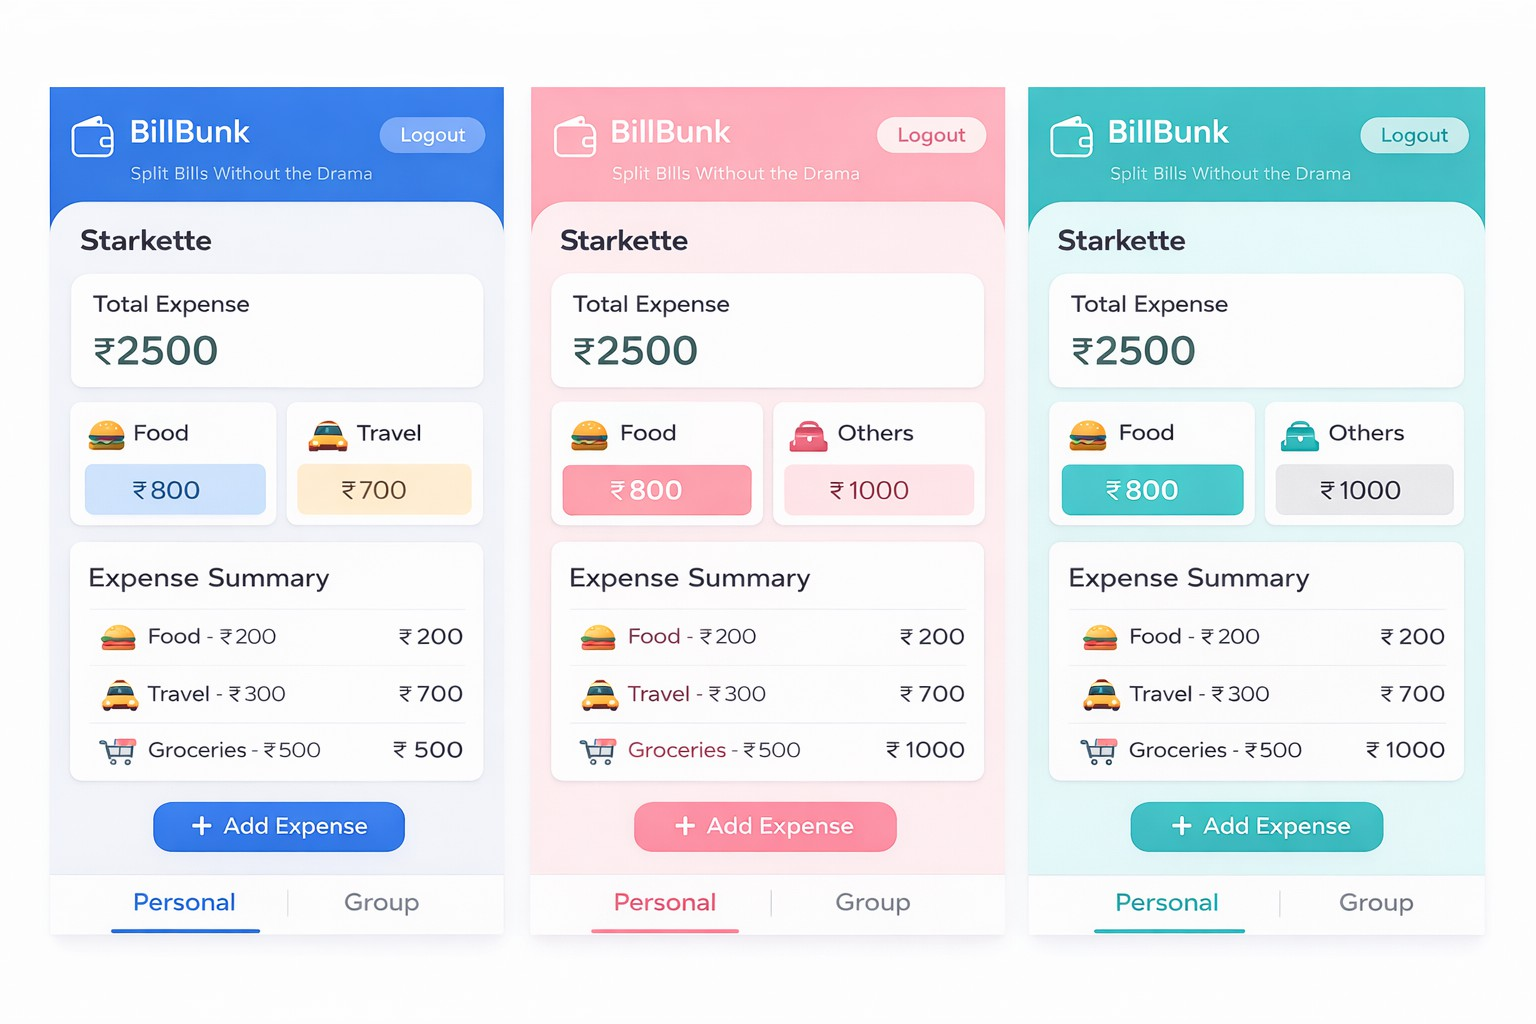 BillBunk
Logout
Split Bills Without the Drama
Starkette
Total Expense
₹2500
Food
₹800
Travel
₹700
Expense Summary
Food - ₹200 ₹200
Travel - ₹300 ₹700
Groceries - ₹500 ₹500
+ Add Expense
Personal
Group
BillBunk
Logout
Split BIlls Without the Drama
Starkette
Total Expense
₹2500
Food
₹800
Others
₹1000
Expense Summary
Food - ₹200 ₹200
Travel - ₹300 ₹700
Groceries - ₹500 ₹1000
+ Add Expense
Personal
Group
BillBunk
Logout
Split Bills Without the Drama
Starkette
Total Expense
₹2500
Food
₹800
Others
₹1000
Expense Summary
Food - ₹200 ₹200
Travel - ₹300 ₹700
Groceries - ₹500 ₹1000
+ Add Expense
Personal
Group